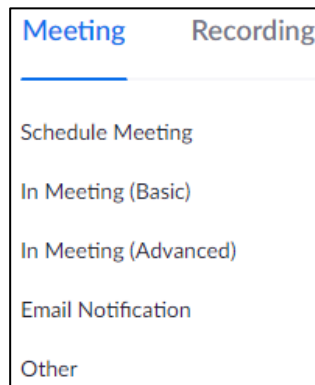 Meeting Recording
Schedule Meeting
In Meeting (Basic)
In Meeting (Advanced)
Email Notification
Other